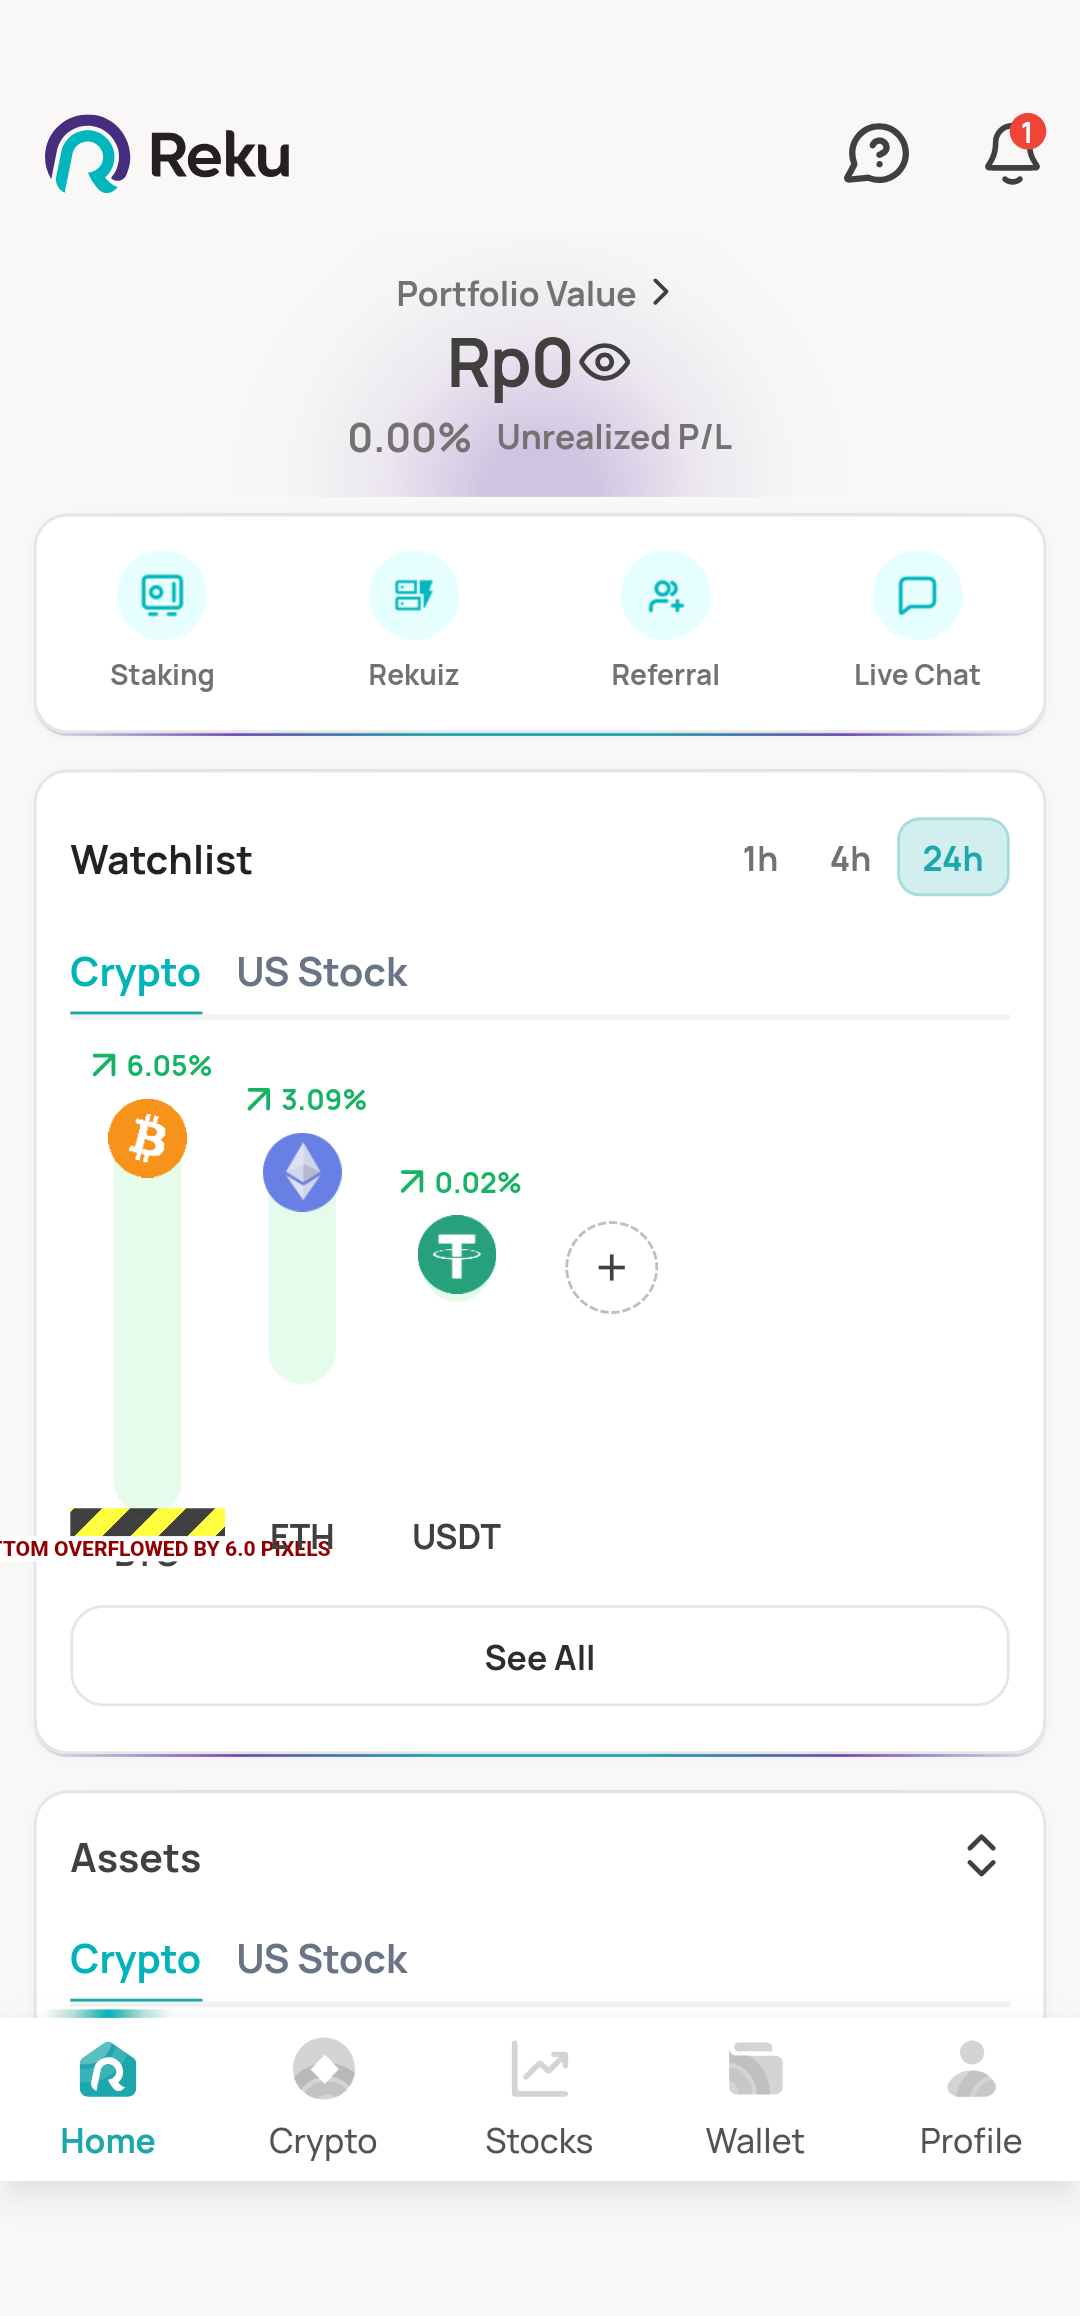 Reku
1
Portfolio Value
Rp0
0.00% Unrealized P/L
Staking Rekuiz Referral Live Chat
Watchlist 1h 4h 24h
Crypto US Stock
6.05%
3.09%
0.02%
ETH USDT
TOM OVERFLOWED BY 6.0 PIXELS
BTC
See All
Assets
Crypto US Stock
Home Crypto Stocks Wallet Profile